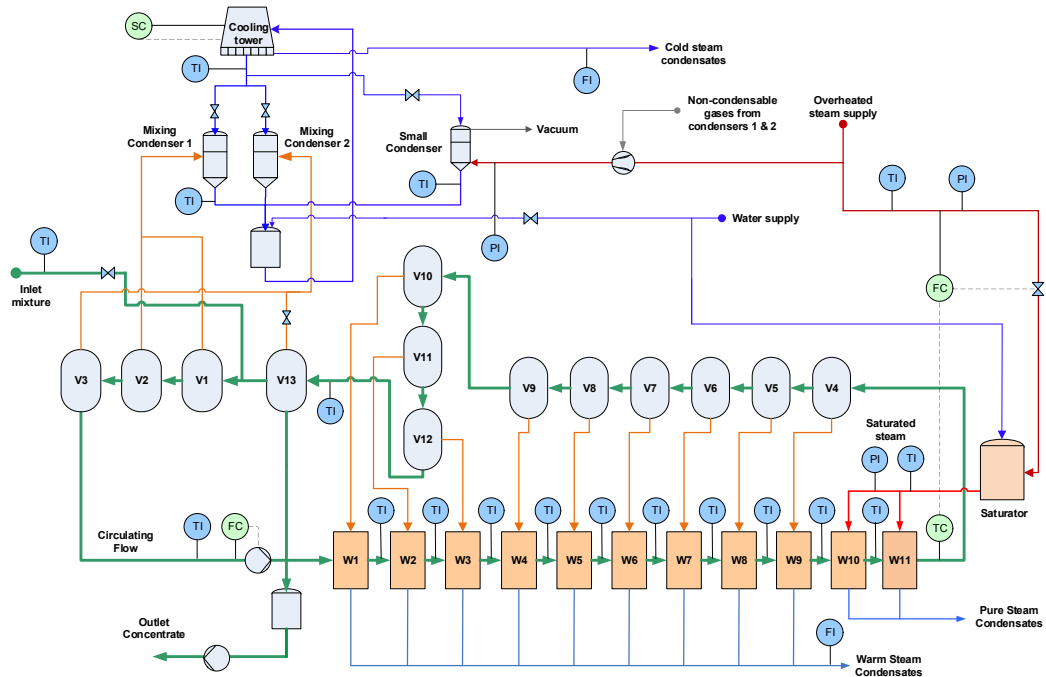 SC
Cooling
tower
TI
Cold steam
condensates
FI
Mixing
Condenser 1
Mixing
Condenser 2
Small
Condenser
Vacuum
Non-condensable
gases from
condensers 1 & 2
Overheated
steam supply
TI
TI
TI
PI
Water supply
PI
TI
Inlet
mixture
FC
V10
V11
V12
V3
V2
V1
V13
TI
V9
V8
V7
V6
V5
V4
Saturated
steam
PI
TI
Saturator
Circulating
Flow
TI
FC
TI
TI
TI
TI
TI
TI
TI
TI
TI
TI
TC
W1
W2
W3
W4
W5
W6
W7
W8
W9
W10
W11
Outlet
Concentrate
FI
Pure Steam
Condensates
Warm Steam
Condensates